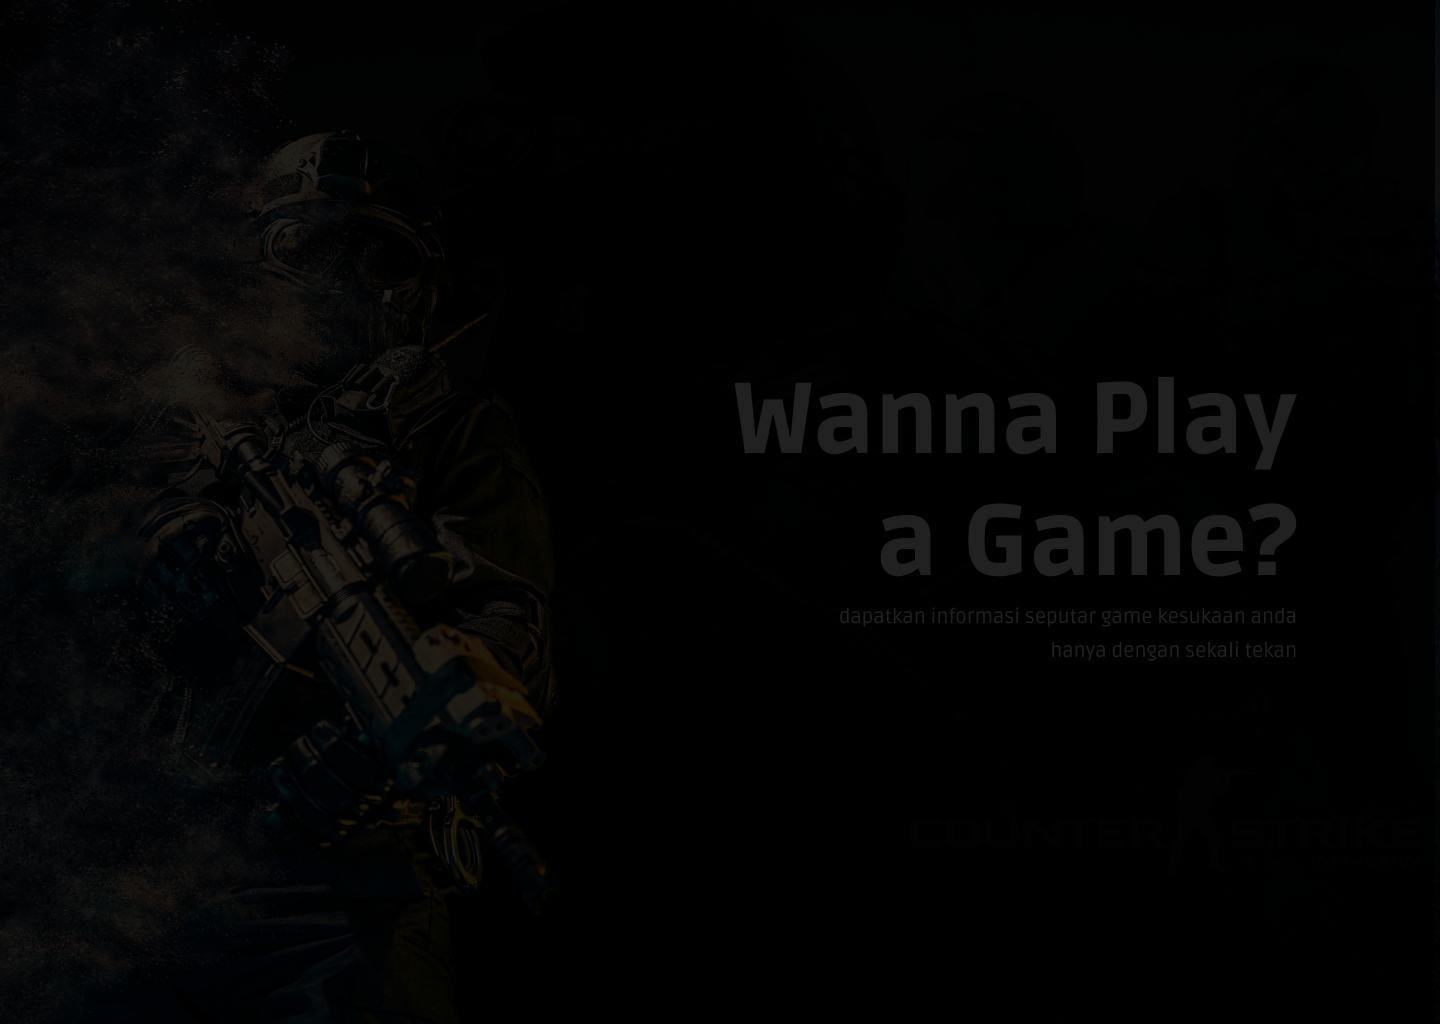 Wanna Play
a Game?
dapatkan informasi seputar game kesukaan anda
hanya dengan sekali tekan
COUNTER STRIKE